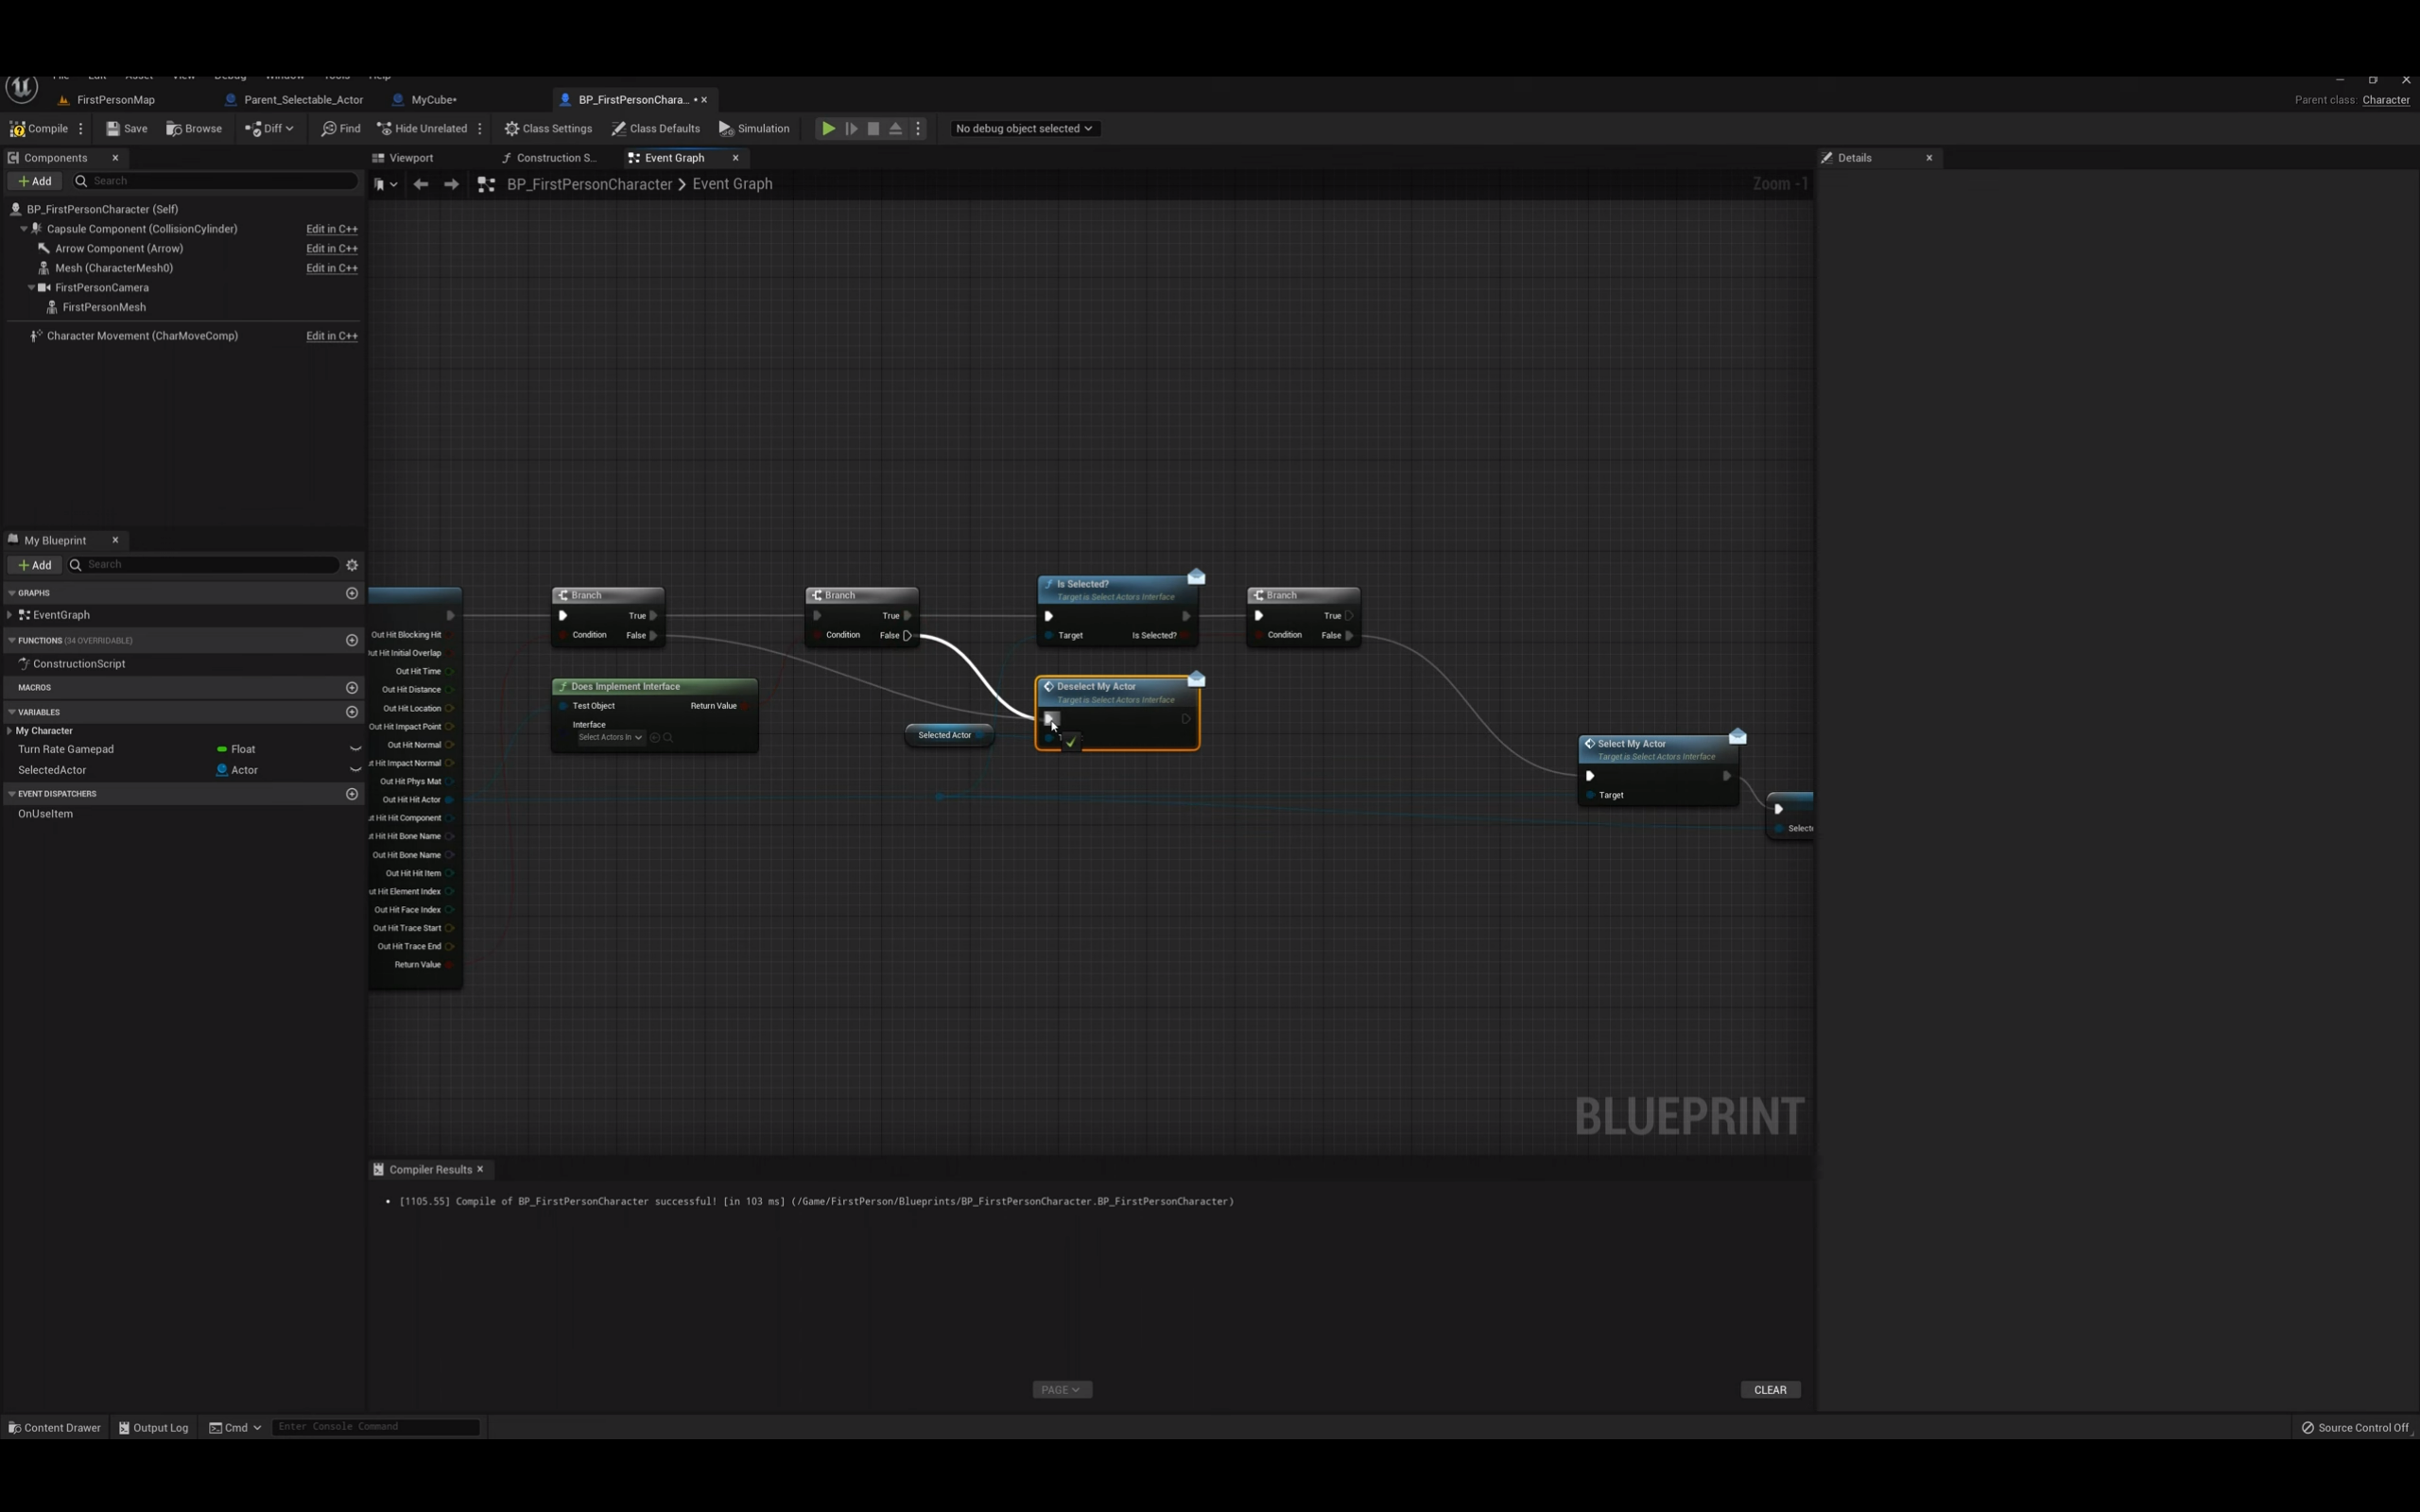 File Edit Asset View Debug Window Tools Help
FirstPersonMap Parent_Selectable_Actor MyCube• BP_FirstPersonChara... •
Parent class: Character
Compile Save Browse Diff Find Hide Unrelated Class Settings Class Defaults Simulation No debug object selected
Components
Add Search
BP_FirstPersonCharacter (Self)
Capsule Component (CollisionCylinder) Edit in C++
Arrow Component (Arrow) Edit in C++
Mesh (CharacterMesh0) Edit in C++
FirstPersonCamera
FirstPersonMesh
Character Movement (CharMoveComp) Edit in C++
My Blueprint
Add Search
GRAPHS
EventGraph
FUNCTIONS (34 OVERRIDABLE)
ConstructionScript
MACROS
VARIABLES
My Character
Turn Rate Gamepad Float
SelectedActor Actor
EVENT DISPATCHERS
OnUseItem
Viewport Construction S... Event Graph
BP_FirstPersonCharacter > Event Graph
Zoom -1
Out Hit Blocking Hit
ut Hit Initial Overlap
Out Hit Time
Out Hit Distance
Out Hit Location
Out Hit Impact Point
Out Hit Normal
ut Hit Impact Normal
Out Hit Phys Mat
Out Hit Hit Actor
ut Hit Hit Component
ut Hit Hit Bone Name
Out Hit Bone Name
Out Hit Hit Item
ut Hit Element Index
Out Hit Face Index
Out Hit Trace Start
Out Hit Trace End
Return Value
Branch
True
Condition False
Branch
True
Condition False
Is Selected?
Target is Select Actors Interface
Target Is Selected?
Branch
True
Condition False
Does Implement Interface
Test Object Return Value
Interface
Select Actors In
Selected Actor
Deselect My Actor
Target is Select Actors Interface
Select My Actor
Target is Select Actors Interface
Target
Selecte
BLUEPRINT
Compiler Results
[1105.55] Compile of BP_FirstPersonCharacter successful! [in 103 ms] (/Game/FirstPerson/Blueprints/BP_FirstPersonCharacter.BP_FirstPersonCharacter)
PAGE
CLEAR
Content Drawer Output Log Cmd Enter Console Command
Source Control Off
Details